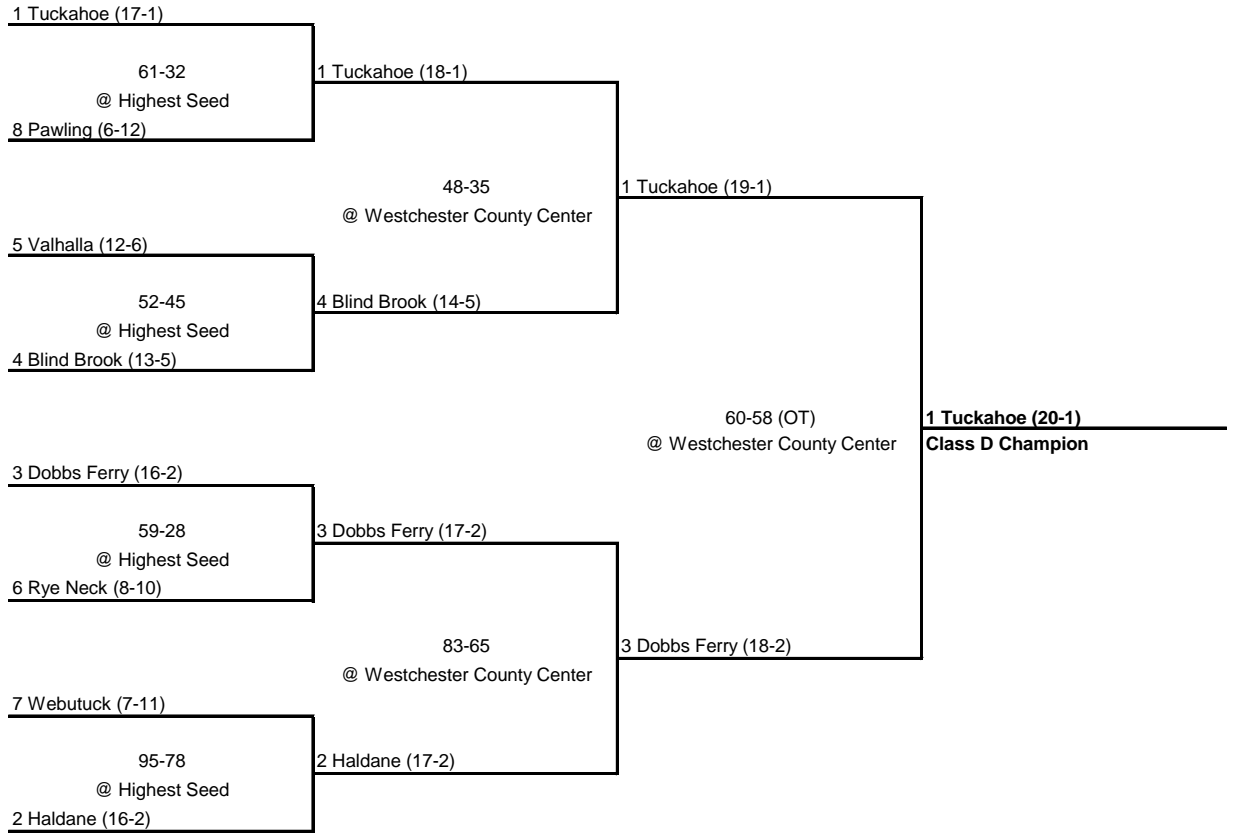 1 Tuckahoe (17-1)
61-32
@ Highest Seed
8 Pawling (6-12)
1 Tuckahoe (18-1)
48-35
@ Westchester County Center
5 Valhalla (12-6)
52-45
@ Highest Seed
4 Blind Brook (13-5)
4 Blind Brook (14-5)
1 Tuckahoe (19-1)
60-58 (OT)
@ Westchester County Center
1 Tuckahoe (20-1)
Class D Champion
3 Dobbs Ferry (16-2)
59-28
@ Highest Seed
6 Rye Neck (8-10)
3 Dobbs Ferry (17-2)
83-65
@ Westchester County Center
3 Dobbs Ferry (18-2)
7 Webutuck (7-11)
95-78
@ Highest Seed
2 Haldane (16-2)
2 Haldane (17-2)